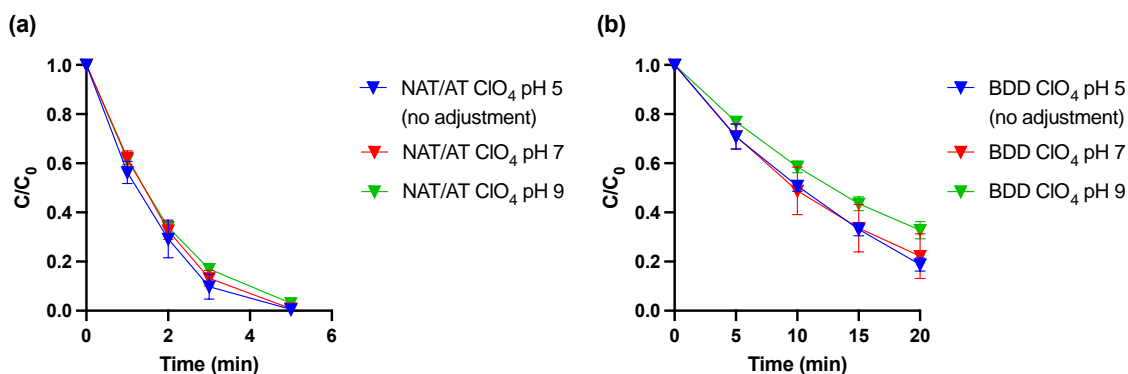 (a)
C/C₀
1.0
0.8
0.6
0.4
0.2
0.0
0 2 4 6
Time (min)
NAT/AT ClO₄ pH 5
(no adjustment)
NAT/AT ClO₄ pH 7
NAT/AT ClO₄ pH 9
(b)
C/C₀
1.0
0.8
0.6
0.4
0.2
0.0
0 5 10 15 20
Time (min)
BDD ClO₄ pH 5
(no adjustment)
BDD ClO₄ pH 7
BDD ClO₄ pH 9